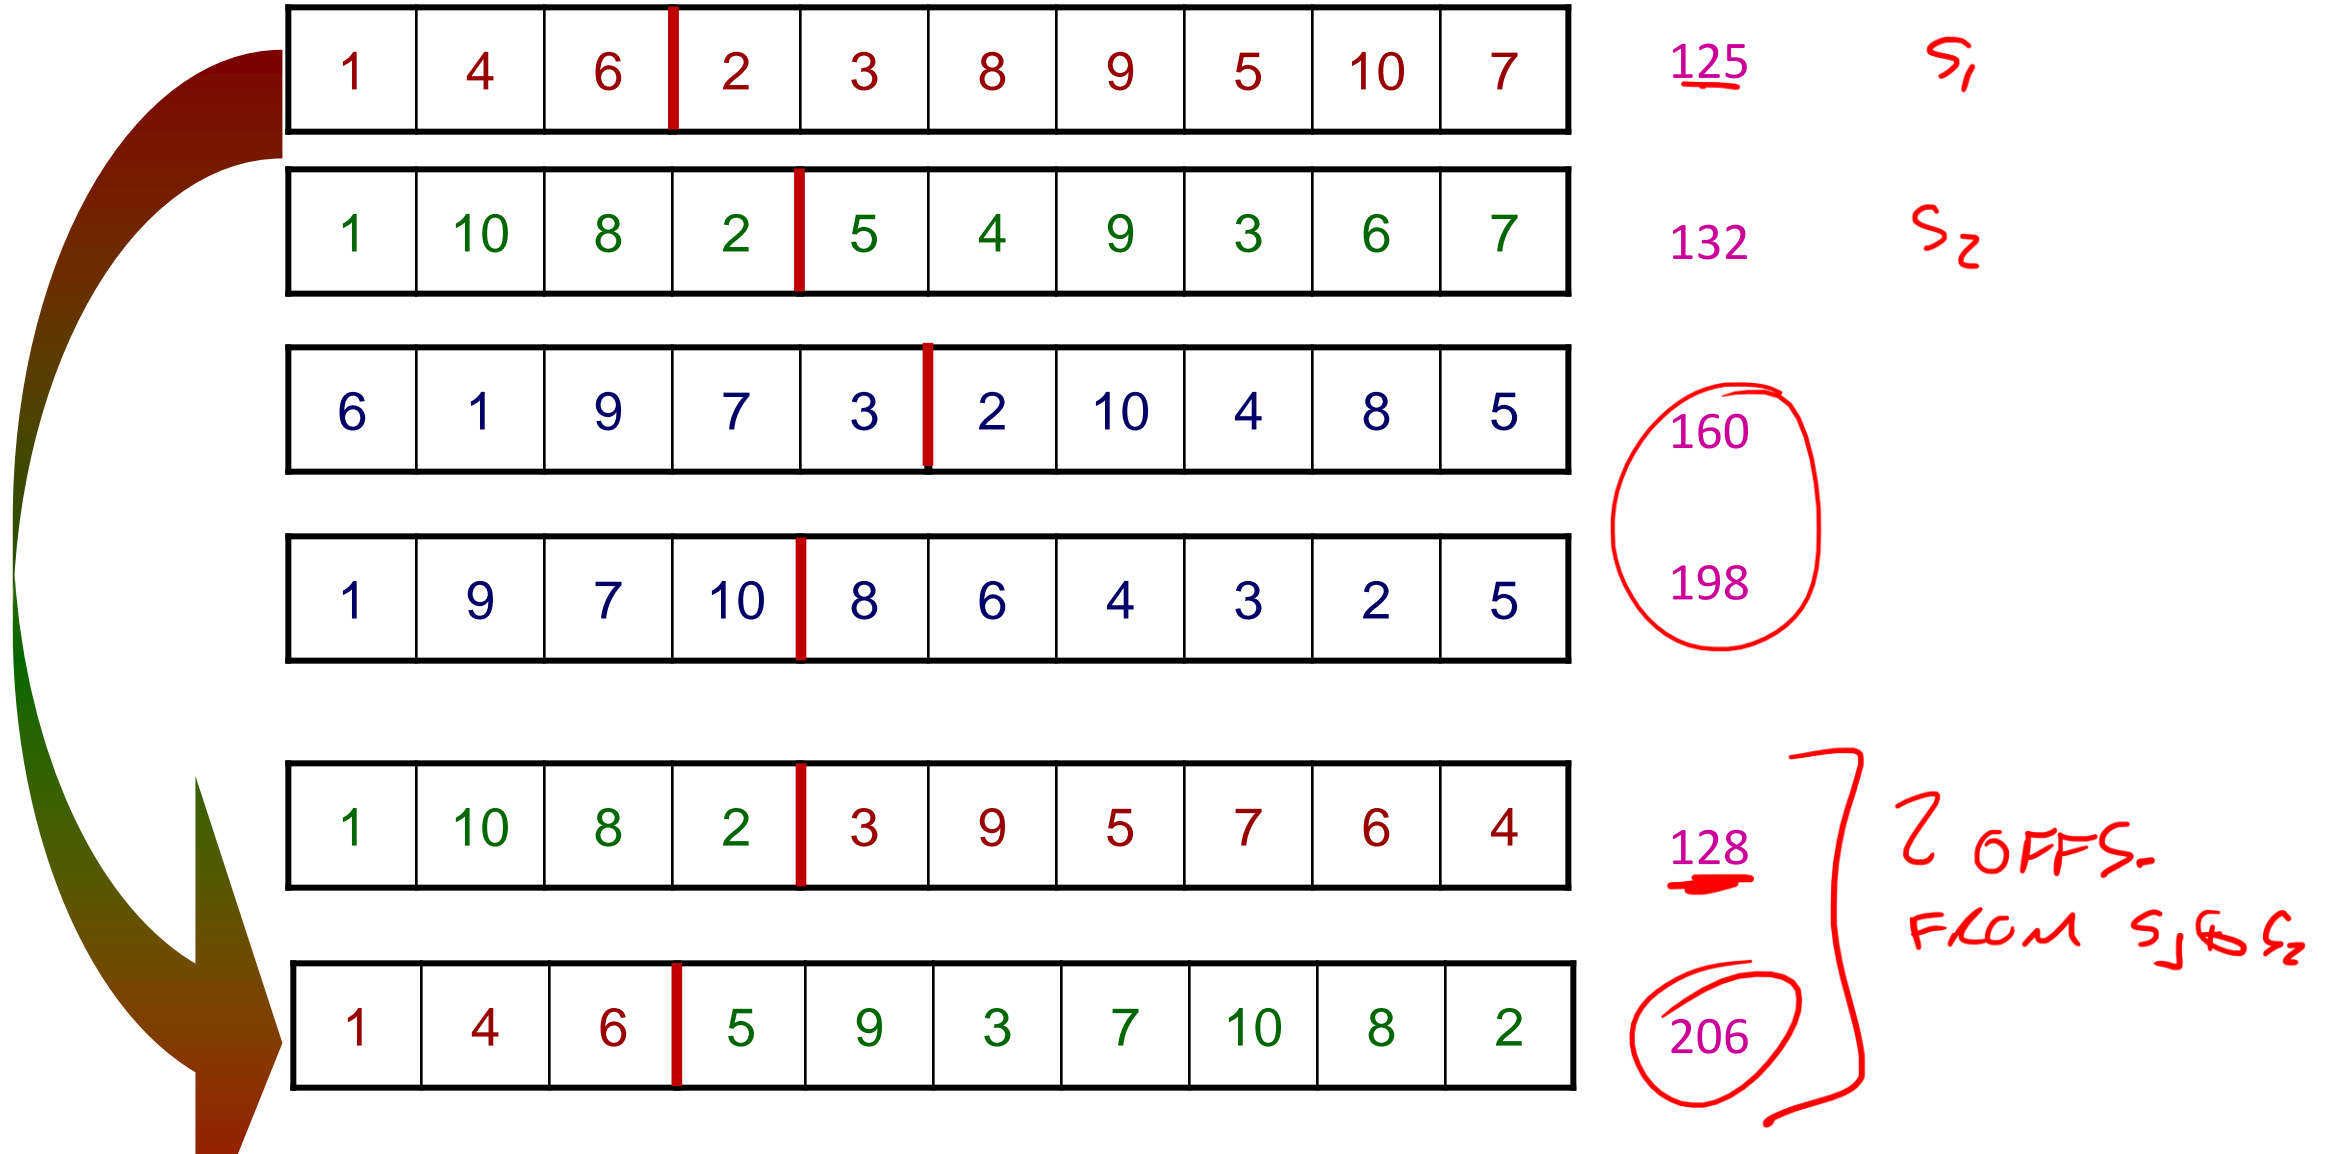 1 4 6 2 3 8 9 5 10 7 125 S1
1 10 8 2 5 4 9 3 6 7 132 S2
6 1 9 7 3 2 10 4 8 5 160
1 9 7 10 8 6 4 3 2 5 198
1 10 8 2 3 9 5 7 6 4 128
2 OFFS.
FROM S1 & S2
1 4 6 5 9 3 7 10 8 2 206